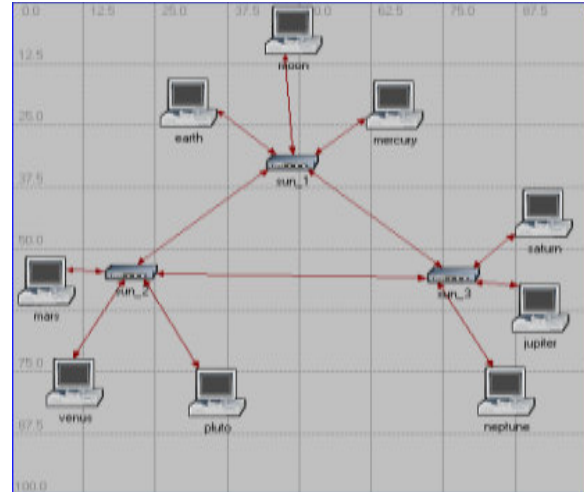 0.0 12.5 25.0 37.5 50.0 62.5 75.0 87.5
moon
12.5
25.0
earth
mercury
sun_1
37.5
saturn
50.0
sun_2
sun_3
mars
jupiter
75.0
venus
pluto
neptune
87.5
100.0